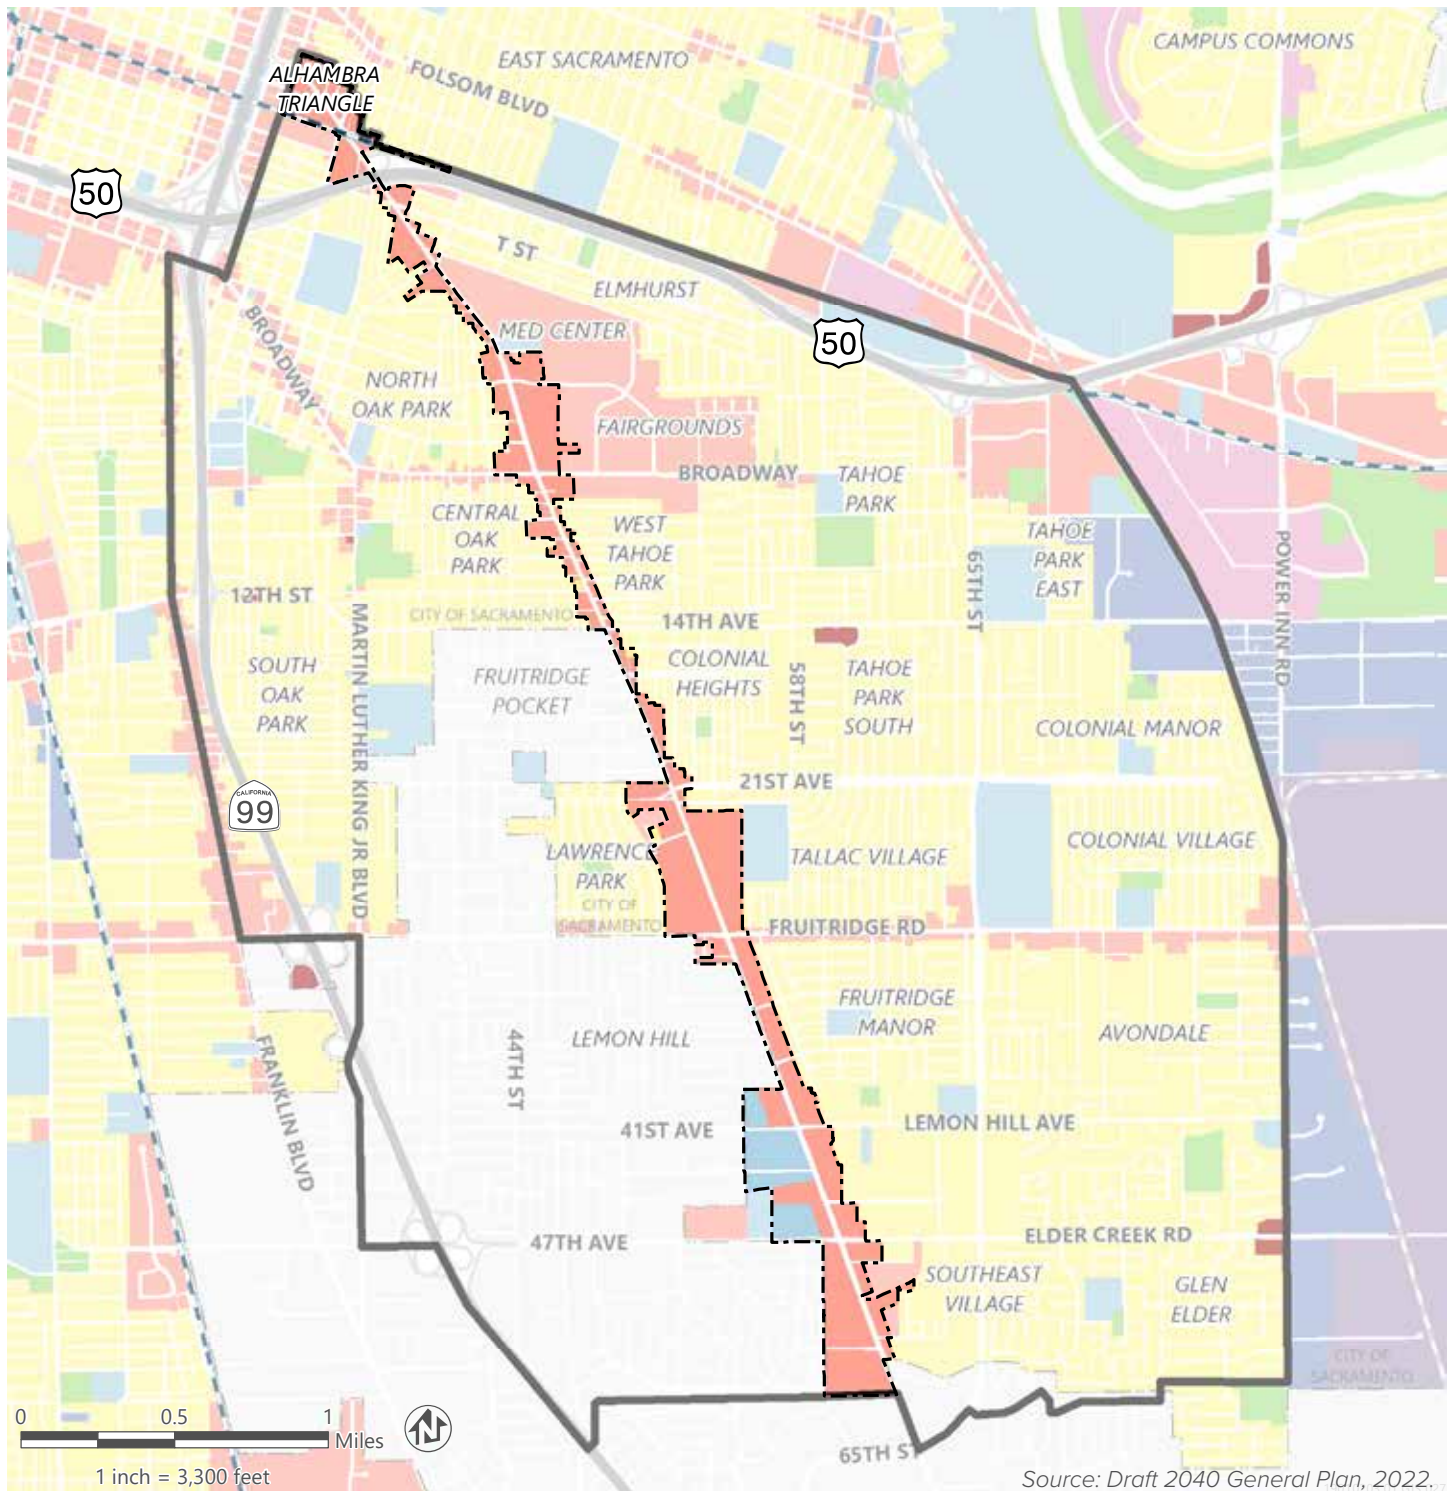 CAMPUS COMMONS
EAST SACRAMENTO
ALHAMBRA
TRIANGLE
FOLSOM BLVD
50
T ST
ELMHURST
BROADWAY
MED CENTER
50
NORTH
OAK PARK
FAIRGROUNDS
BROADWAY
TAHOE
PARK
CENTRAL
OAK
PARK
WEST
TAHOE
PARK
TAHOE
PARK
EAST
65TH ST
POWER INN RD
12TH ST
CITY OF SACRAMENTO
14TH AVE
MARTIN LUTHER KING JR BLVD
SOUTH
OAK
PARK
FRUITRIDGE
POCKET
COLONIAL
HEIGHTS
58TH ST
TAHOE
PARK
SOUTH
COLONIAL MANOR
21ST AVE
CALIFORNIA
99
LAWRENCE
PARK
CITY OF
SACRAMENTO
TALLAC VILLAGE
COLONIAL VILLAGE
FRUITRIDGE RD
FRUITRIDGE
MANOR
LEMON HILL
44TH ST
AVONDALE
FRANKLIN BLVD
41ST AVE
LEMON HILL AVE
47TH AVE
ELDER CREEK RD
SOUTHEAST
VILLAGE
GLEN
ELDER
CITY OF
SACRAMENTO
0 0.5 1
Miles
N
1 inch = 3,300 feet
65TH ST
Source: Draft 2040 General Plan, 2022.